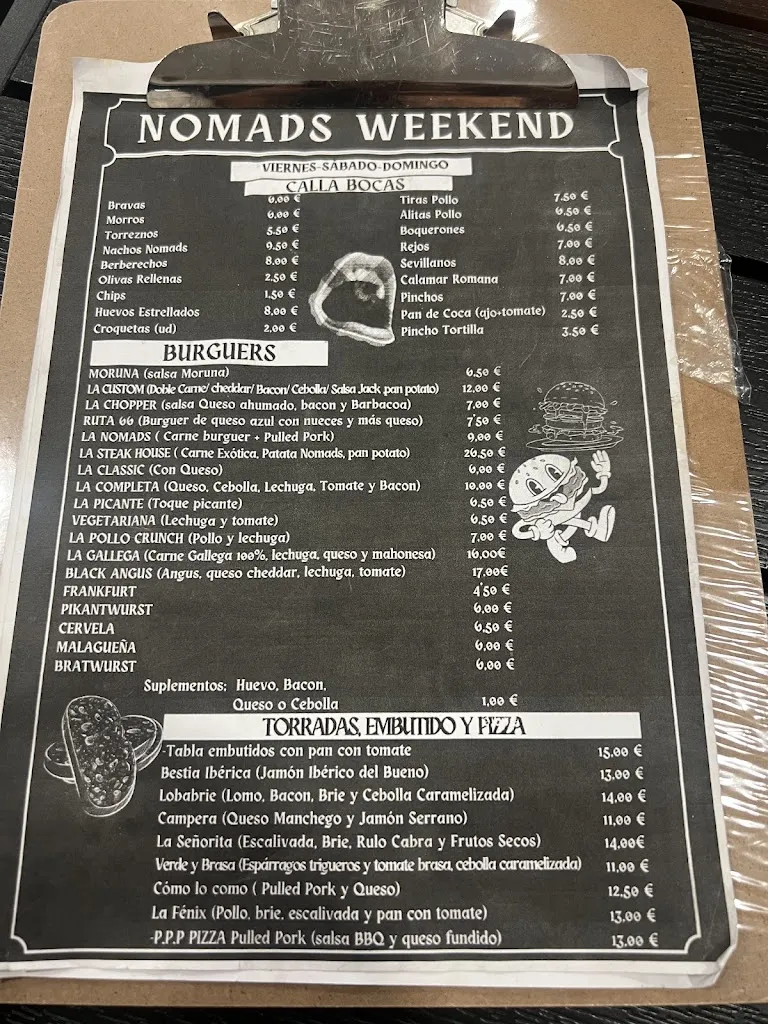 NOMADS WEEKEND
VIERNES-SÁBADO-DOMINGO
CALLA BOCAS
Bravas 6,00 €
Morros 6,00 €
Torreznos 5,50 €
Nachos Nomads 9,50 €
Berberechos 8,00 €
Olivas Rellenas 2,50 €
Chips 1,50 €
Huevos Estrellados 8,00 €
Croquetas (ud) 2,00 €
Tiras Pollo 7,50 €
Alitas Pollo 6,50 €
Boquerones 6,50 €
Rejos 7,00 €
Sevillanos 8,00 €
Calamar Romana 7,00 €
Pinchos 7,00 €
Pan de Coca (ajo+tomate) 2,50 €
Pincho Tortilla 3,50 €
BURGUERS
MORUNA (salsa Moruna) 6,50 €
LA CUSTOM (Doble Carne/ cheddar/ Bacon/ Cebolla/ Salsa Jack, pan potato) 12,00 €
LA CHOPPER (salsa Queso ahumado, bacon y Barbacoa) 7,00 €
RUTA 66 (Burguer de queso azul con nueces y más queso) 7'50 €
LA NOMADS ( Carne burguer + Pulled Pork) 9,00 €
LA STEAK HOUSE ( Carne Exótica, Patata Nomads, pan potato) 26,50 €
LA CLASSIC (Con Queso) 6,00 €
LA COMPLETA (Queso, Cebolla, Lechuga, Tomate y Bacon) 10,00 €
LA PICANTE (Toque picante) 6,50 €
VEGETARIANA (Lechuga y tomate) 6,50 €
LA POLLO CRUNCH (Pollo y lechuga) 7,00 €
LA GALLEGA (Carne Gallega 100%, lechuga, queso y mahonesa) 16,00€
BLACK ANGUS (Angus, queso cheddar, lechuga, tomate) 17,00€
FRANKFURT 4'50 €
PIKANTWURST 6,00 €
CERVELA 6,50 €
MALAGUEÑA 6,00 €
BRATWURST 6,00 €
Suplementos; Huevo, Bacon,
Queso o Cebolla 1,00 €
TORRADAS, EMBUTIDO Y PIZZA
-Tabla embutidos con pan con tomate 15,00 €
Bestia Ibérica (Jamón Ibérico del Bueno) 13,00 €
Lobabrie (Lomo, Bacon, Brie y Cebolla Caramelizada) 14,00 €
Campera (Queso Manchego y Jamón Serrano) 11,00 €
La Señorita (Escalivada, Brie, Rulo Cabra y Frutos Secos) 14,00€
Verde y Brasa (Espárragos trigueros y tomate brasa, cebolla caramelizada) 11,00 €
Cómo lo como ( Pulled Pork y Queso) 12,50 €
La Fénix (Pollo, brie, escalivada y pan con tomate) 13,00 €
-P.P.P PIZZA Pulled Pork (salsa BBQ y queso fundido) 13,00 €